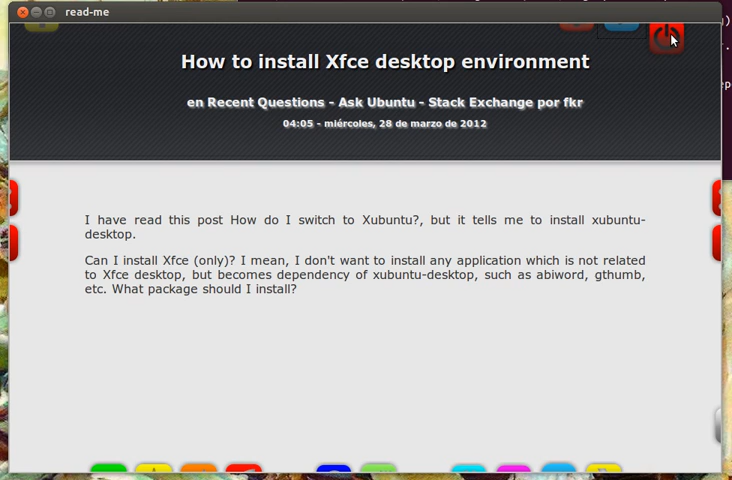 read-me
How to install Xfce desktop environment
en Recent Questions - Ask Ubuntu - Stack Exchange por fkr
04:05 - miércoles, 28 de marzo de 2012
I have read this post How do I switch to Xubuntu?, but it tells me to install xubuntu-
desktop.
Can I install Xfce (only)? I mean, I don't want to install any application which is not related
to Xfce desktop, but becomes dependency of xubuntu-desktop, such as abiword, gthumb,
etc. What package should I install?